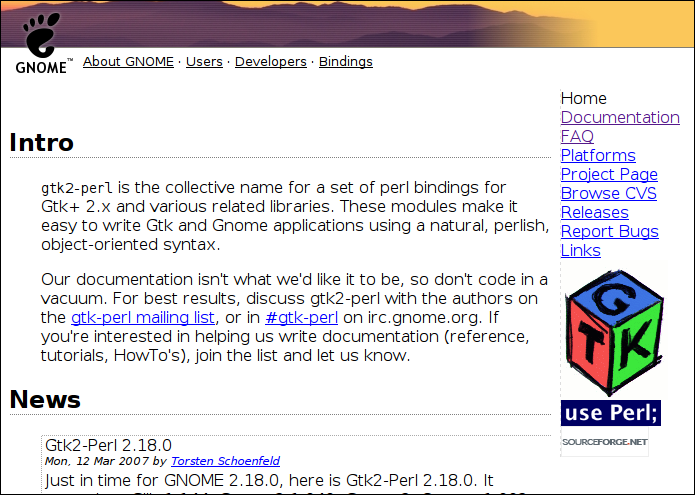 GNOME™
About GNOME · Users · Developers · Bindings
Intro
gtk2-perl is the collective name for a set of perl bindings for
Gtk+ 2.x and various related libraries. These modules make it
easy to write Gtk and Gnome applications using a natural, perlish,
object-oriented syntax.
Our documentation isn't what we'd like it to be, so don't code in a
vacuum. For best results, discuss gtk2-perl with the authors on
the gtk-perl mailing list, or in #gtk-perl on irc.gnome.org. If
you're interested in helping us write documentation (reference,
tutorials, HowTo's), join the list and let us know.
News
Gtk2-Perl 2.18.0
Mon, 12 Mar 2007 by Torsten Schoenfeld
Just in time for GNOME 2.18.0, here is Gtk2-Perl 2.18.0. It
Home
Documentation
FAQ
Platforms
Project Page
Browse CVS
Releases
Report Bugs
Links
G
T K
use Perl;
SOURCEFORGE.NET